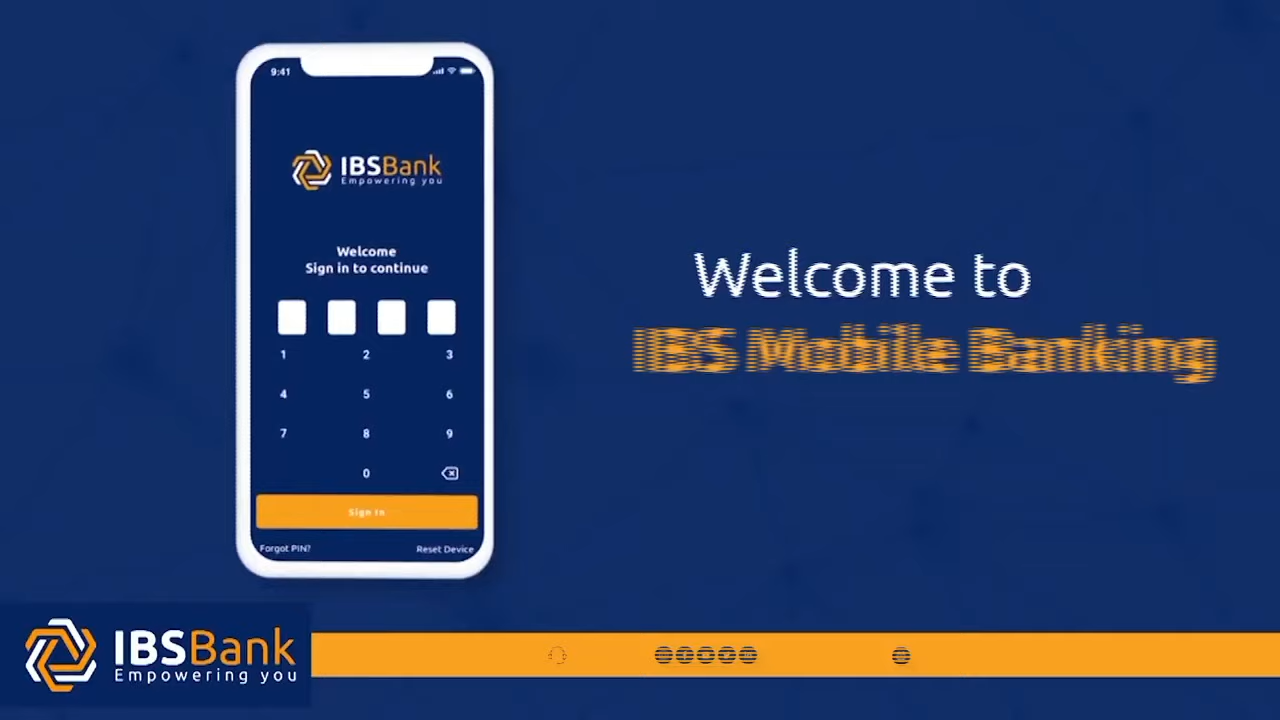 9:41
IBSBank
Empowering you
Welcome
Sign in to continue
1 2 3
4 5 6
7 8 9
0
Sign In
Forgot PIN? Reset Device
Welcome to
IBS Mobile Banking
IBSBank
Empowering you